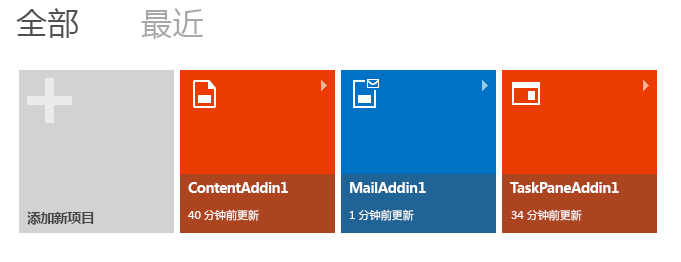 全部 最近
添加新项目
ContentAddin1
40 分钟前更新
MailAddin1
1 分钟前更新
TaskPaneAddin1
34 分钟前更新